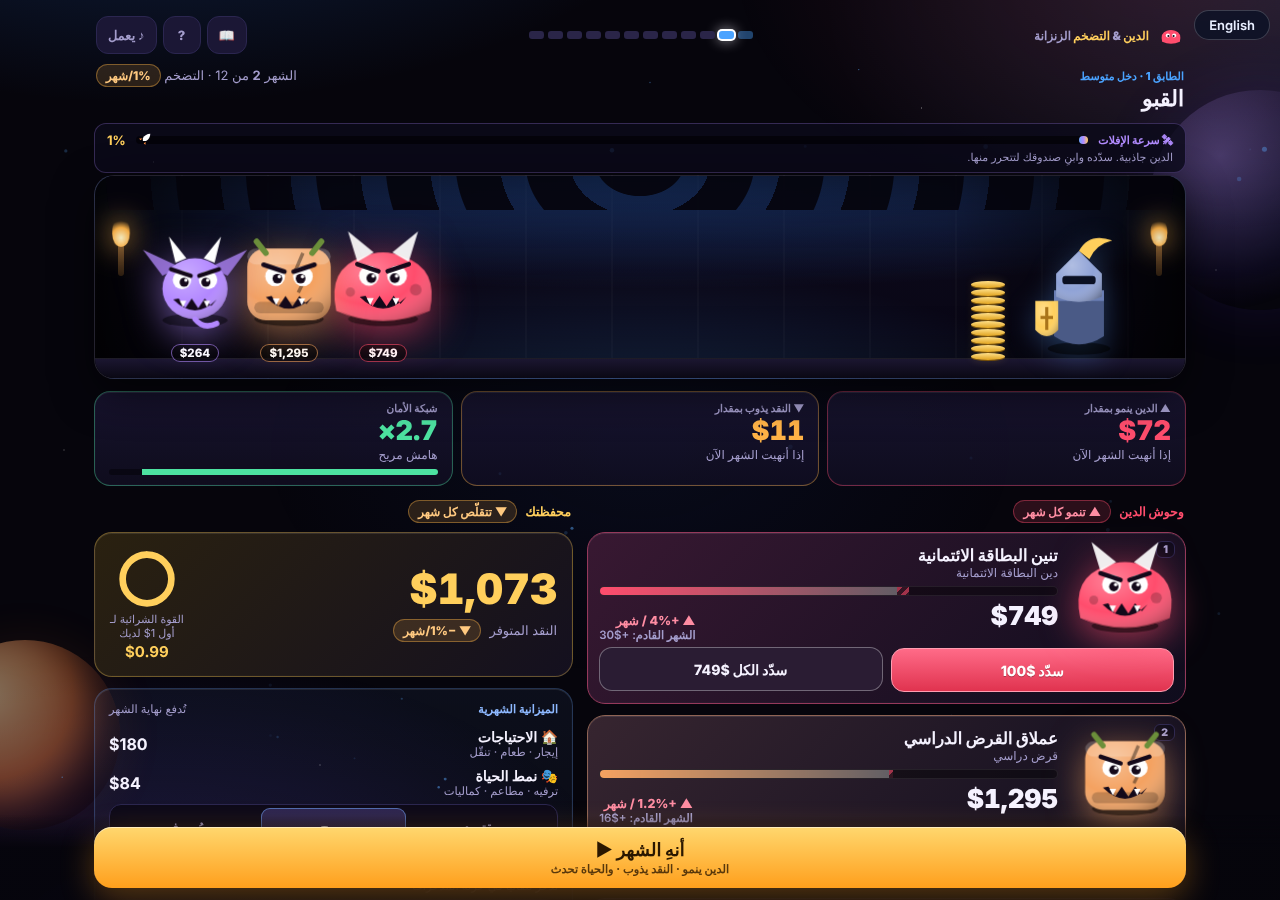 English
الدين & التضخم الزنزانة
؟
♪ يعمل
الطابق 1 · دخل متوسط
القبو
الشهر 2 من 12 · التضخم 1%/شهر
سرعة الإفلات
1%
الدين جاذبية. سدّده وابنِ صندوقك لتتحرر منها.
$264
$1,295
$749
▲ الدين ينمو بمقدار
$72
إذا أنهيت الشهر الآن
▼ النقد يذوب بمقدار
$11
إذا أنهيت الشهر الآن
شبكة الأمان
×2.7
هامش مريح
وحوش الدين
▲ تنمو كل شهر
1
تنين البطاقة الائتمانية
دين البطاقة الائتمانية
$749
▲ +4% / شهر
الشهر القادم: +$30
سدّد $100
سدّد الكل $749
2
عملاق القرض الدراسي
قرض دراسي
$1,295
▲ +1.2% / شهر
الشهر القادم: +$16
محفظتك
▼ تتقلّص كل شهر
$1,073
النقد المتوفر
▼ −1%/شهر
القوة الشرائية لـ
أول $1 لديك
$0.99
الميزانية الشهرية
تُدفع نهاية الشهر
🏠 الاحتياجات
إيجار · طعام · تنقّل
$180
🎭 نمط الحياة
ترفيه · مطاعم · كماليات
$84
أنهِ الشهر ▶
الدين ينمو · النقد يذوب · والحياة تحدث